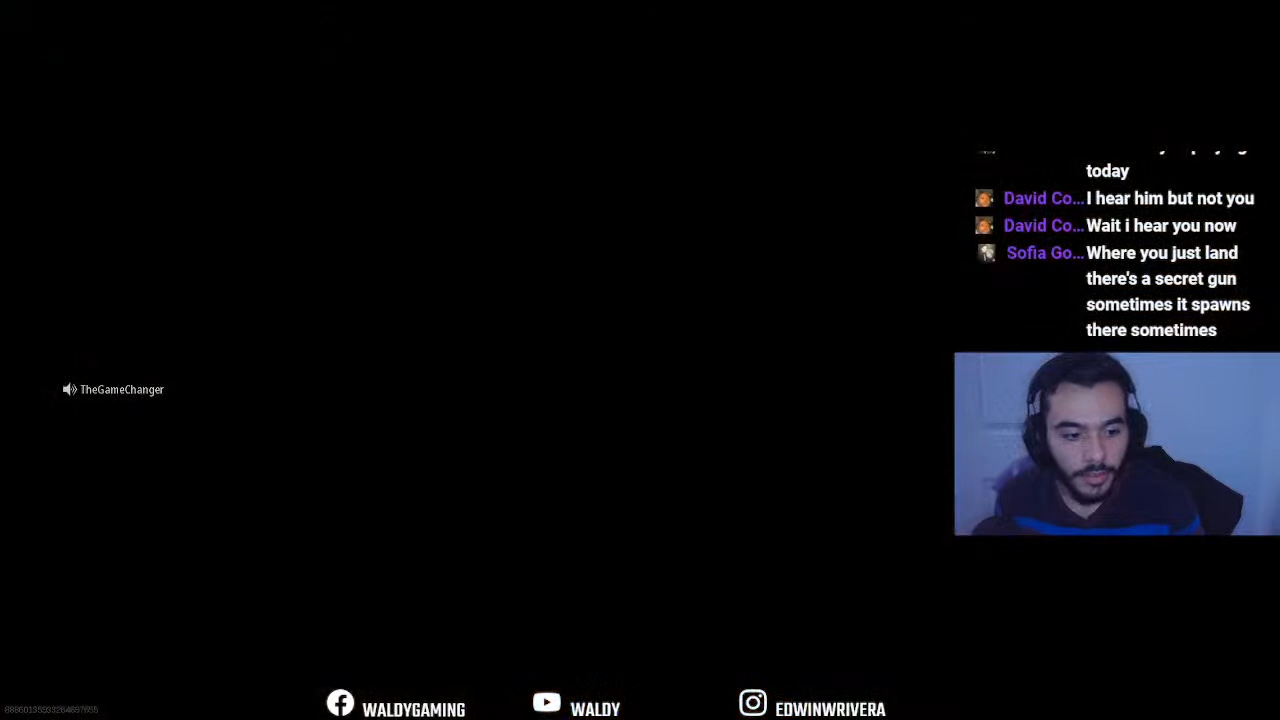 today
David Co... I hear him but not you
David Co... Wait i hear you now
Sofia Go... Where you just land
there's a secret gun
sometimes it spawns
there sometimes
TheGameChanger
WALDYGAMING
WALDY
EDWINWRIVERA